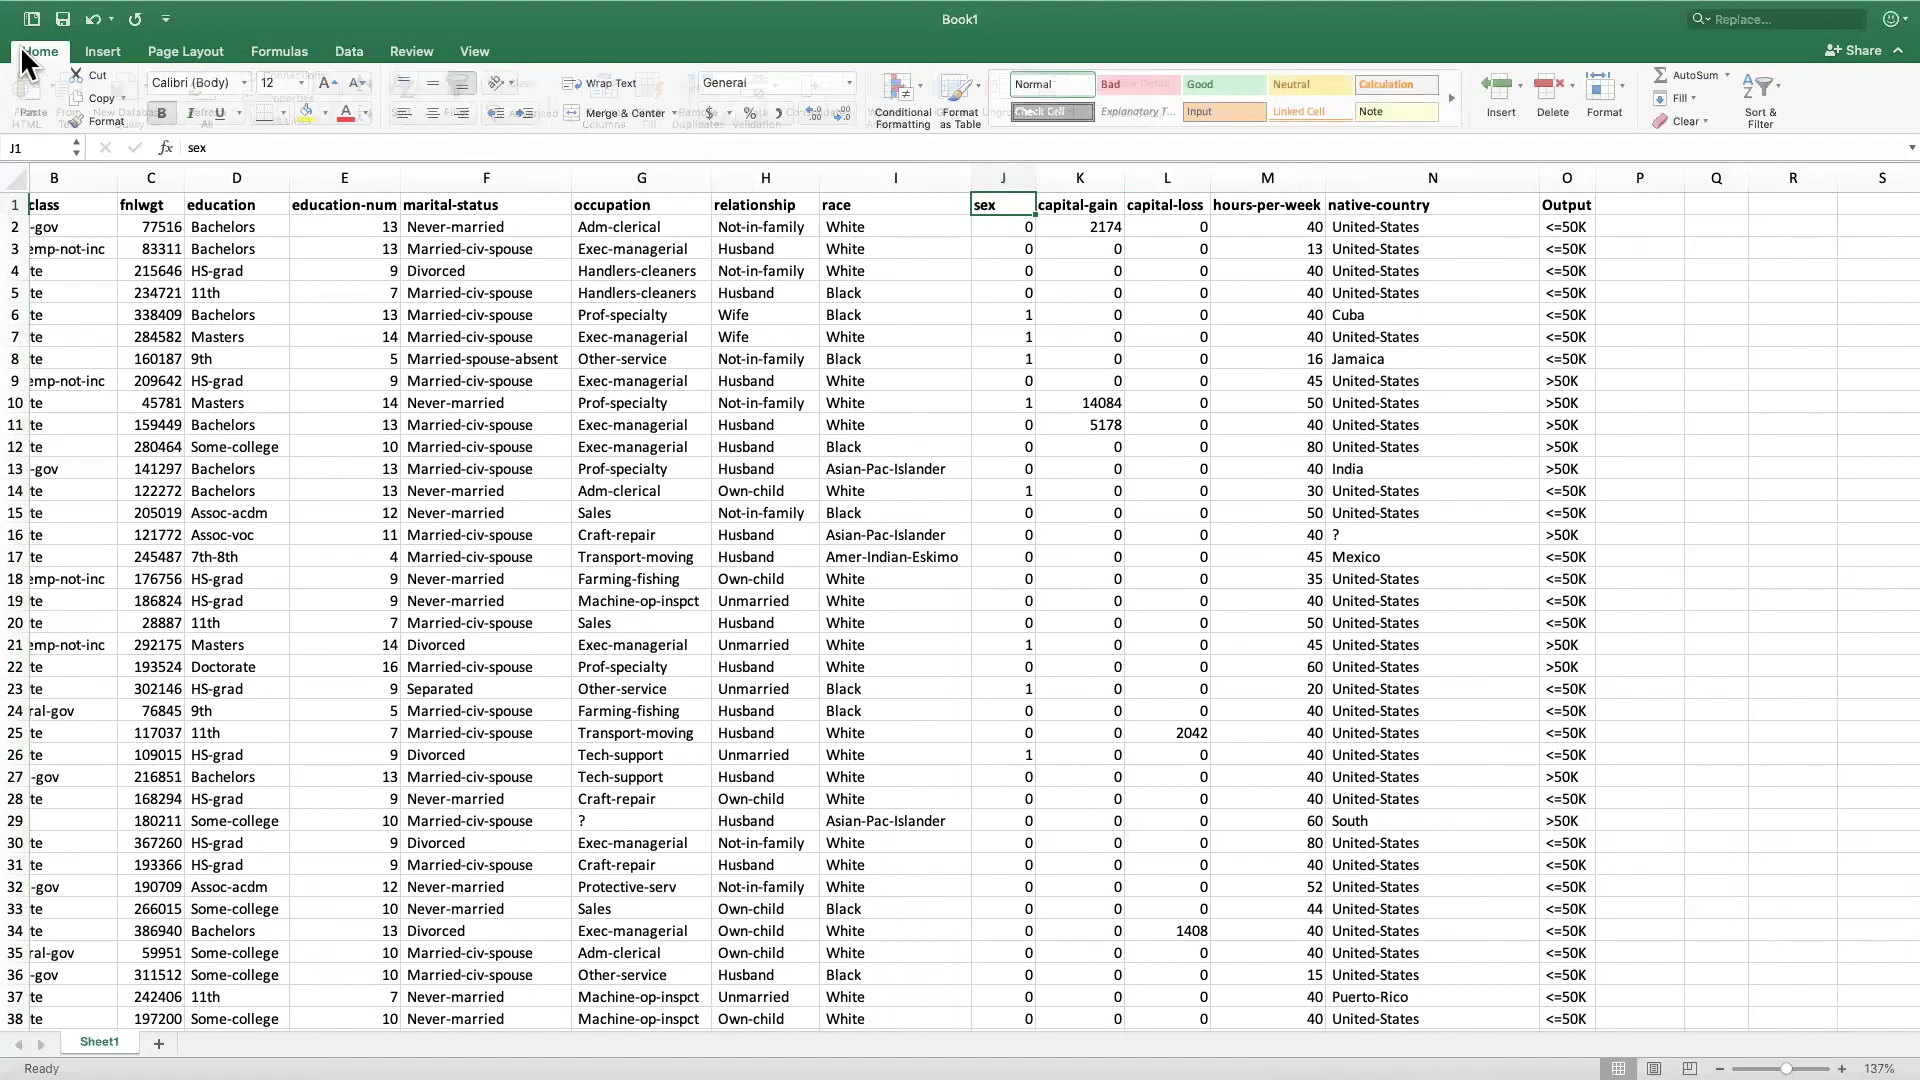 Book1
Replace...
Home Insert Page Layout Formulas Data Review View
Share
Cut
Copy
Format
Paste
Calibri (Body) 12
Wrap Text
Merge & Center
General
Conditional Formatting
Format as Table
Normal Bad Good Neutral Calculation
Check Cell Explanatory T... Input Linked Cell Note
Insert Delete Format
AutoSum
Fill
Clear
Sort & Filter
J1 fx sex
B C D E F G H I J K L M N O P Q R S
1 class fnlwgt education education-num marital-status occupation relationship race sex capital-gain capital-loss hours-per-week native-country Output
2 -gov 77516 Bachelors 13 Never-married Adm-clerical Not-in-family White 0 2174 0 40 United-States <=50K
3 emp-not-inc 83311 Bachelors 13 Married-civ-spouse Exec-managerial Husband White 0 0 0 13 United-States <=50K
4 te 215646 HS-grad 9 Divorced Handlers-cleaners Not-in-family White 0 0 0 40 United-States <=50K
5 te 234721 11th 7 Married-civ-spouse Handlers-cleaners Husband Black 0 0 0 40 United-States <=50K
6 te 338409 Bachelors 13 Married-civ-spouse Prof-specialty Wife Black 1 0 0 40 Cuba <=50K
7 te 284582 Masters 14 Married-civ-spouse Exec-managerial Wife White 1 0 0 40 United-States <=50K
8 te 160187 9th 5 Married-spouse-absent Other-service Not-in-family Black 1 0 0 16 Jamaica <=50K
9 emp-not-inc 209642 HS-grad 9 Married-civ-spouse Exec-managerial Husband White 0 0 0 45 United-States >50K
10 te 45781 Masters 14 Never-married Prof-specialty Not-in-family White 1 14084 0 50 United-States >50K
11 te 159449 Bachelors 13 Married-civ-spouse Exec-managerial Husband White 0 5178 0 40 United-States >50K
12 te 280464 Some-college 10 Married-civ-spouse Exec-managerial Husband Black 0 0 0 80 United-States >50K
13 -gov 141297 Bachelors 13 Married-civ-spouse Prof-specialty Husband Asian-Pac-Islander 0 0 0 40 India >50K
14 te 122272 Bachelors 13 Never-married Adm-clerical Own-child White 1 0 0 30 United-States <=50K
15 te 205019 Assoc-acdm 12 Never-married Sales Not-in-family Black 0 0 0 50 United-States <=50K
16 te 121772 Assoc-voc 11 Married-civ-spouse Craft-repair Husband Asian-Pac-Islander 0 0 0 40 ? >50K
17 te 245487 7th-8th 4 Married-civ-spouse Transport-moving Husband Amer-Indian-Eskimo 0 0 0 45 Mexico <=50K
18 emp-not-inc 176756 HS-grad 9 Never-married Farming-fishing Own-child White 0 0 0 35 United-States <=50K
19 te 186824 HS-grad 9 Never-married Machine-op-inspct Unmarried White 0 0 0 40 United-States <=50K
20 te 28887 11th 7 Married-civ-spouse Sales Husband White 0 0 0 50 United-States <=50K
21 emp-not-inc 292175 Masters 14 Divorced Exec-managerial Unmarried White 1 0 0 45 United-States >50K
22 te 193524 Doctorate 16 Married-civ-spouse Prof-specialty Husband White 0 0 0 60 United-States >50K
23 te 302146 HS-grad 9 Separated Other-service Unmarried Black 1 0 0 20 United-States <=50K
24 ral-gov 76845 9th 5 Married-civ-spouse Farming-fishing Husband Black 0 0 0 40 United-States <=50K
25 te 117037 11th 7 Married-civ-spouse Transport-moving Husband White 0 0 2042 40 United-States <=50K
26 te 109015 HS-grad 9 Divorced Tech-support Unmarried White 1 0 0 40 United-States <=50K
27 -gov 216851 Bachelors 13 Married-civ-spouse Tech-support Husband White 0 0 0 40 United-States >50K
28 te 168294 HS-grad 9 Never-married Craft-repair Own-child White 0 0 0 40 United-States <=50K
29 180211 Some-college 10 Married-civ-spouse ? Husband Asian-Pac-Islander 0 0 0 60 South >50K
30 te 367260 HS-grad 9 Divorced Exec-managerial Not-in-family White 0 0 0 80 United-States <=50K
31 te 193366 HS-grad 9 Married-civ-spouse Craft-repair Husband White 0 0 0 40 United-States <=50K
32 -gov 190709 Assoc-acdm 12 Never-married Protective-serv Not-in-family White 0 0 0 52 United-States <=50K
33 te 266015 Some-college 10 Never-married Sales Own-child Black 0 0 0 44 United-States <=50K
34 te 386940 Bachelors 13 Divorced Exec-managerial Own-child White 0 0 1408 40 United-States <=50K
35 ral-gov 59951 Some-college 10 Married-civ-spouse Adm-clerical Own-child White 0 0 0 40 United-States <=50K
36 -gov 311512 Some-college 10 Married-civ-spouse Other-service Husband Black 0 0 0 15 United-States <=50K
37 te 242406 11th 7 Never-married Machine-op-inspct Unmarried White 0 0 0 40 Puerto-Rico <=50K
38 te 197200 Some-college 10 Never-married Machine-op-inspct Own-child White 0 0 0 40 United-States <=50K
Sheet1
Ready 137%